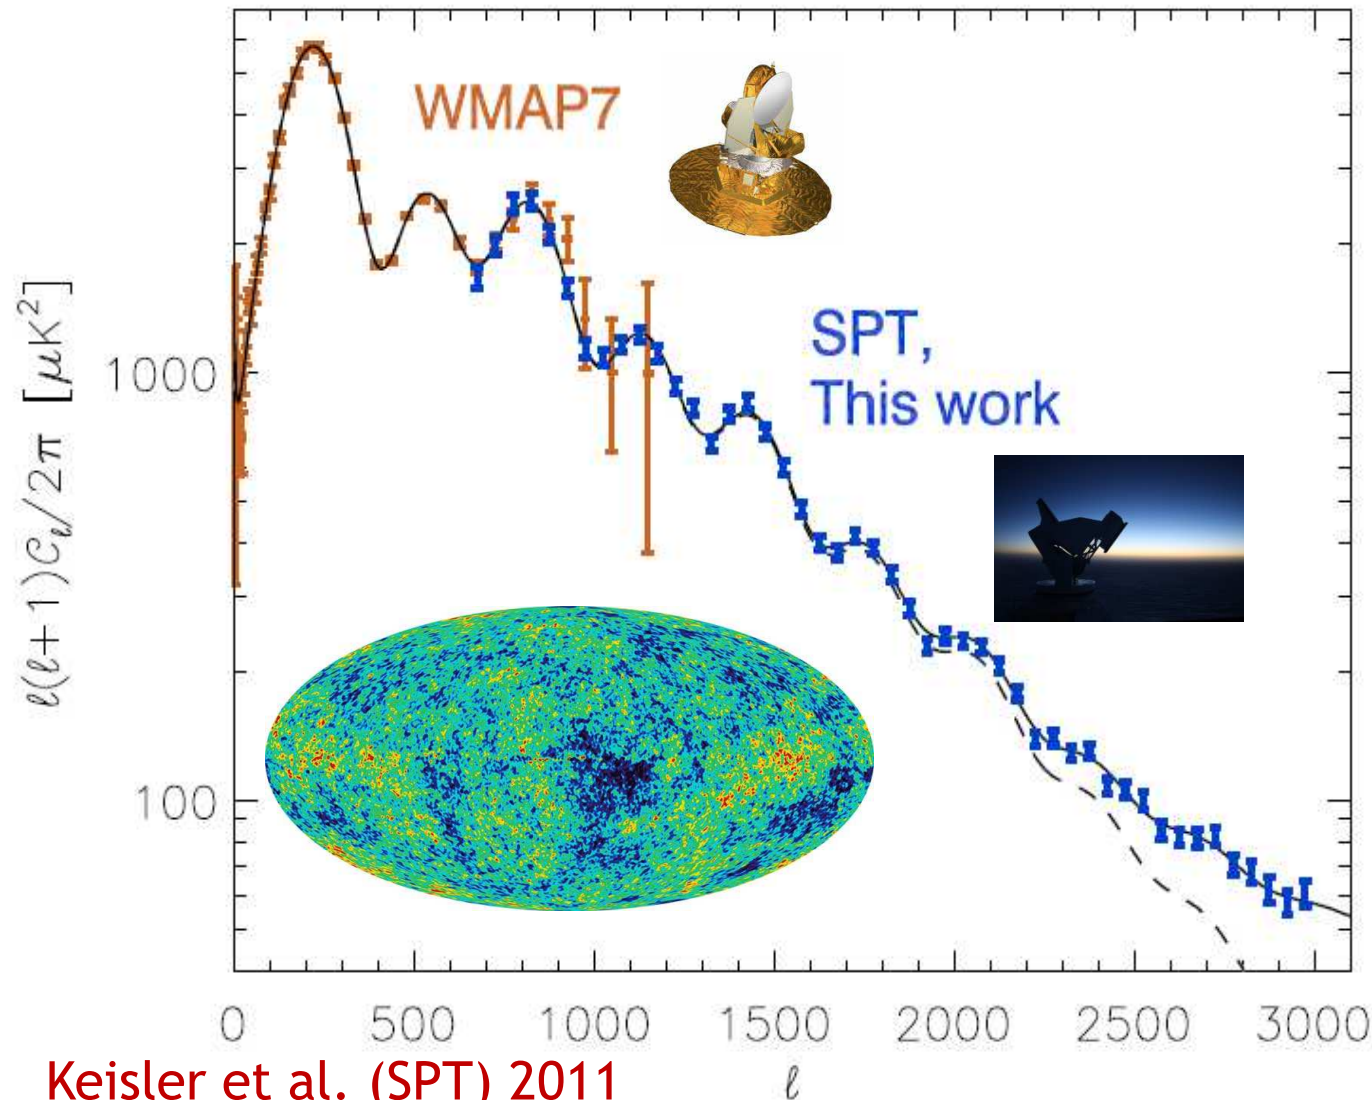 WMAP7
SPT,
This work
ℓ(ℓ+1)Cℓ/2π [μK²]
1000
100
0 500 1000 1500 2000 2500 3000
ℓ
Keisler et al. (SPT) 2011